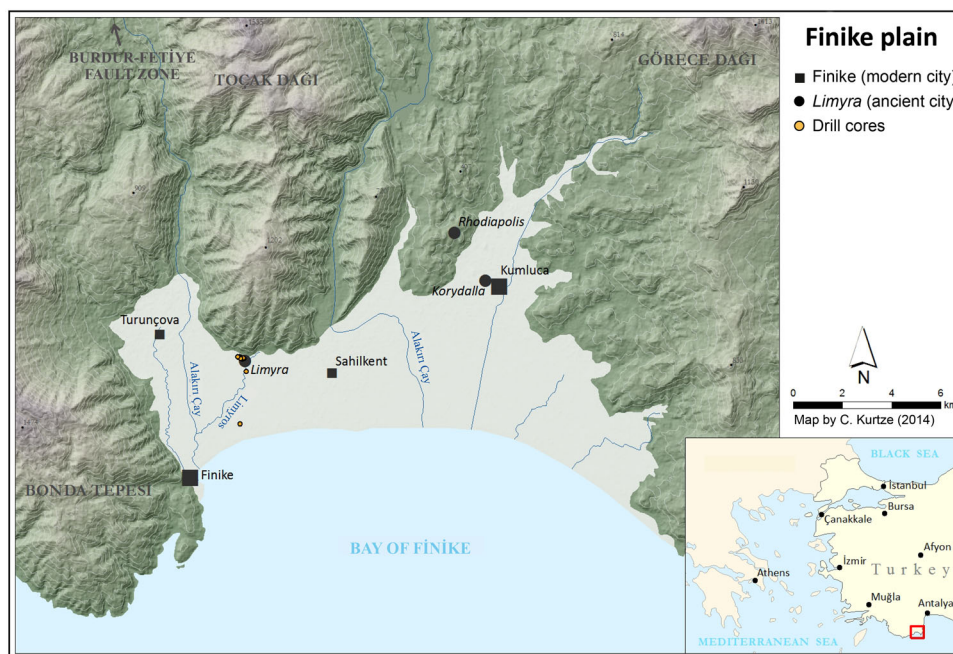 Finike plain
Finike (modern city)
Limyra (ancient city)
Drill cores
BURDUR-FETİYE
FAULT ZONE
TOÇAK DAĞI
GÖRECE DAĞI
Rhodiapolis
Kumluca
Korydalla
Turunçova
Alakırı Çay
Limyra
Limyros
Sahilkent
Alakırı Çay
Finike
BONDA TEPESİ
BAY OF FİNİKE
N
0 2 4 6
km
Map by C. Kurtze (2014)
BLACK SEA
İstanbul
Bursa
Çanakkale
Afyon
İzmir
Turkey
Athens
Muğla
Antalya
MEDITERRANEAN SEA